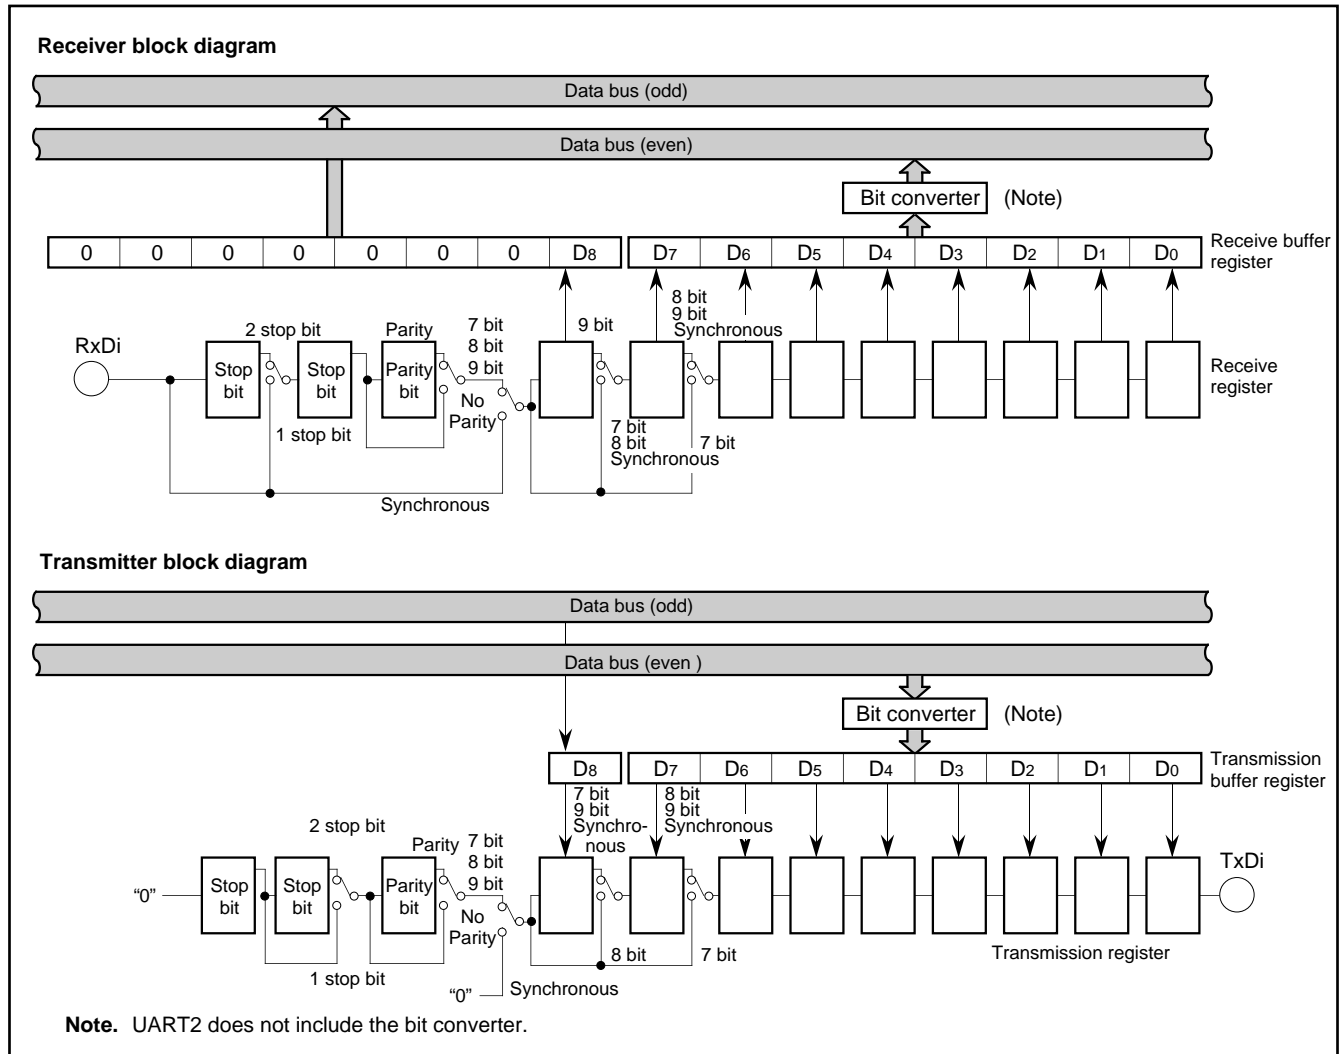 Receiver block diagram
Data bus (odd)
Data bus (even)
Bit converter (Note)
0 0 0 0 0 0 0 D8 D7 D6 D5 D4 D3 D2 D1 D0
Receive buffer
register
8 bit
9 bit
Synchronous
2 stop bit
Parity
7 bit
8 bit
9 bit
9 bit
RxDi
Stop
bit
Stop
bit
Parity
bit
Receive
register
No
Parity
1 stop bit
7 bit
8 bit
Synchronous
7 bit
Synchronous
Transmitter block diagram
Data bus (odd)
Data bus (even )
Bit converter (Note)
D8 D7 D6 D5 D4 D3 D2 D1 D0
Transmission
buffer register
7 bit
9 bit
Synchro-
nous
8 bit
9 bit
Synchronous
2 stop bit
Parity
7 bit
8 bit
9 bit
TxDi
“0”
Stop
bit
Stop
bit
Parity
bit
No
Parity
1 stop bit
8 bit
7 bit
Transmission register
“0”
Synchronous
Note. UART2 does not include the bit converter.